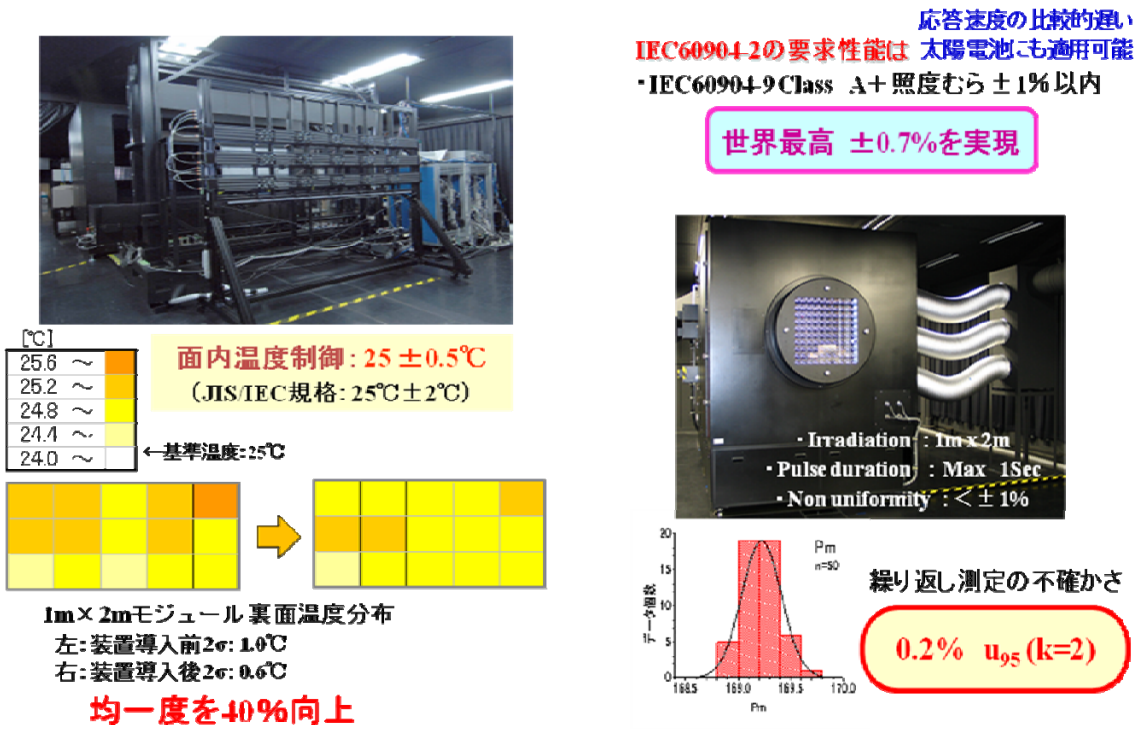 [℃]
25.6 ～
25.2 ～
24.8 ～
24.4 ～
24.0 ～
←基準温度:25℃
面内温度制御：25±0.5℃
（JIS/IEC規格：25℃±2℃）
1m×2mモジュール裏面温度分布
左：装置導入前2σ：1.0℃
右：装置導入後2σ：0.6℃
均一度を40％向上
応答速度の比較的遅い
IEC60904-2の要求性能は 太陽電池にも適用可能
・IEC60904-9 Class A＋照度むら±1％以内
世界最高 ±0.7%を実現
・Irradiation ：1m x 2m
・Pulse duration ：Max 1Sec
・Non uniformity ：＜±1%
20
15
10
5
0
データ個数
Pm
n=50
168.5 169.0 169.5 170.0
Pm
繰り返し測定の不確かさ
0.2% u95 (k=2)